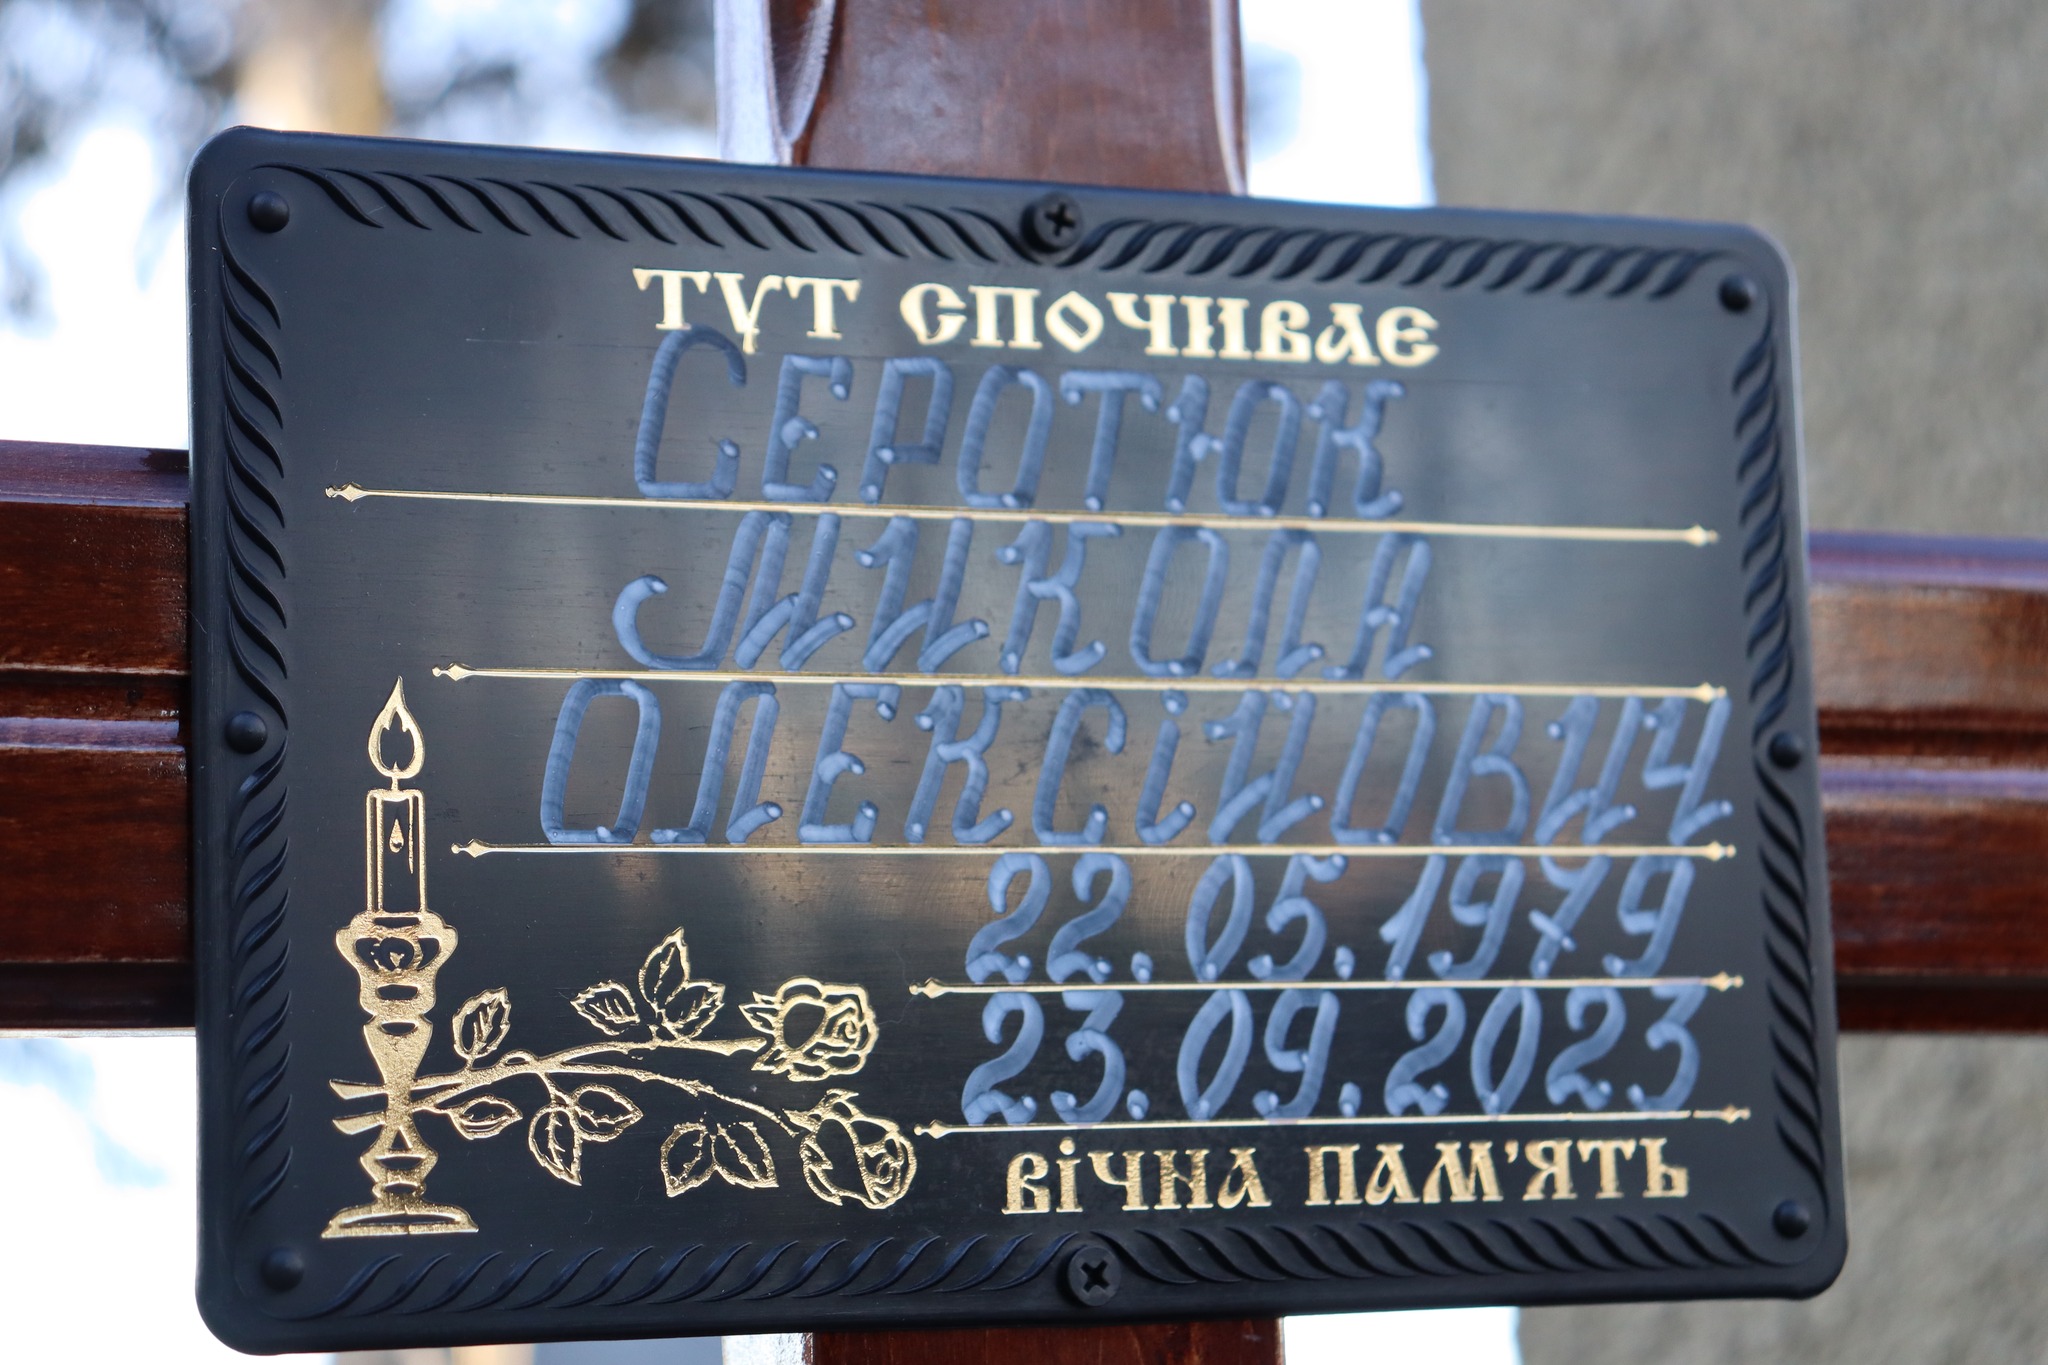 ТУТ СПОЧИВАЄ
СЕРОТЮК
МИКОЛА
ОЛЕКСІЙОВИЧ
22.05.1979
23.09.2023
ВІЧНА ПАМ'ЯТЬ